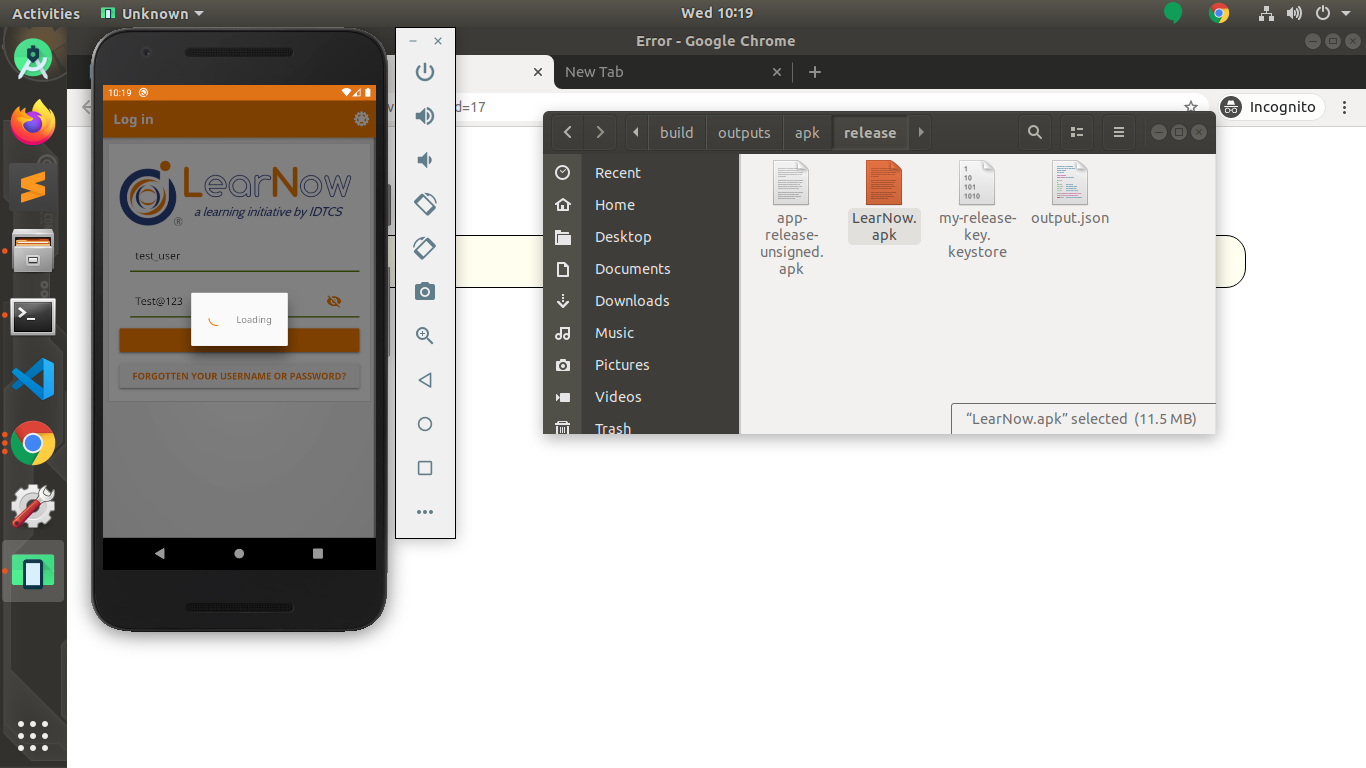 Activities
Unknown
Wed 10:19
Error - Google Chrome
New Tab
d=17
Incognito
10:19
Log in
LearNow
a learning initiative by IDTCS
®
test_user
Test@123
Loading
FORGOTTEN YOUR USERNAME OR PASSWORD?
build
outputs
apk
release
Recent
Home
Desktop
Documents
Downloads
Music
Pictures
Videos
Trash
app-
release-
unsigned.
apk
LearNow.
apk
1
10
101
1010
my-release-
key.
keystore
output.json
“LearNow.apk” selected (11.5 MB)